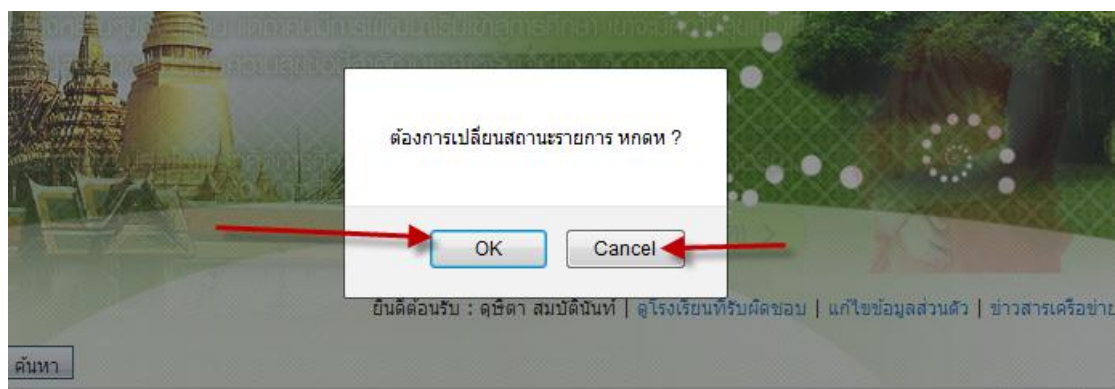 ต้องการเปลี่ยนสถานะรายการ หกดห ?
OK Cancel
ยินดีต้อนรับ : ดุษิตา สมบัตินันท์ | ดูโรงเรียนที่รับผิดชอบ | แก้ไขข้อมูลส่วนตัว | ข่าวสารเครือข่าย
ค้นหา